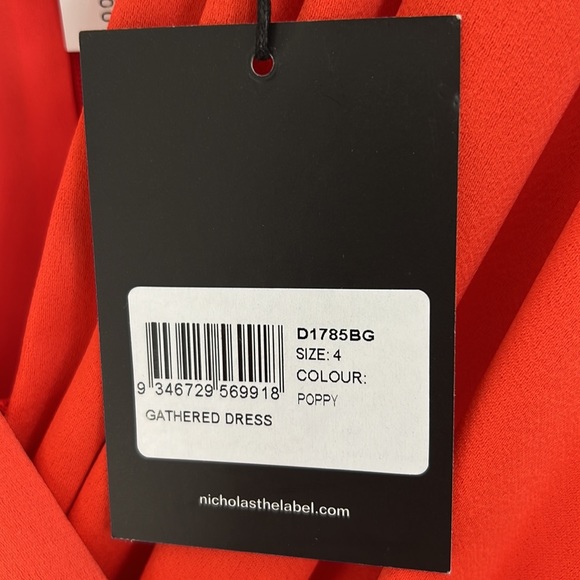 D1785BG
SIZE: 4
COLOUR:
POPPY
9 346729 569918
GATHERED DRESS
nicholasthelabel.com